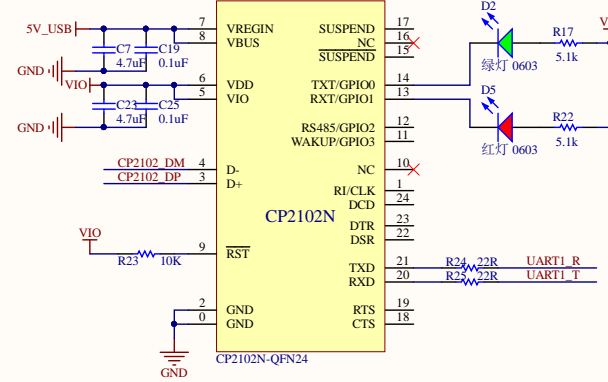 5V_USB
7
VREGIN
SUSPEND
17
8
VBUS
NC
16
SUSPEND
15
C7
4.7uF
C19
0.1uF
GND
VIO
6
VDD
TXT/GPIO0
14
5
VIO
RXT/GPIO1
13
C23
4.7uF
C25
0.1uF
GND
RS485/GPIO2
12
WAKUP/GPIO3
11
CP2102_DM
4
D-
NC
10
CP2102_DP
3
D+
RI/CLK
1
DCD
24
CP2102N
DTR
23
DSR
22
VIO
R23
10K
9
RST
TXD
21
R24
22R
UART1_R
RXD
20
R25
22R
UART1_T
2
GND
RTS
19
0
GND
CTS
18
GND
CP2102N-QFN24
D2
绿灯 0603
R17
5.1k
D5
红灯 0603
R22
5.1k